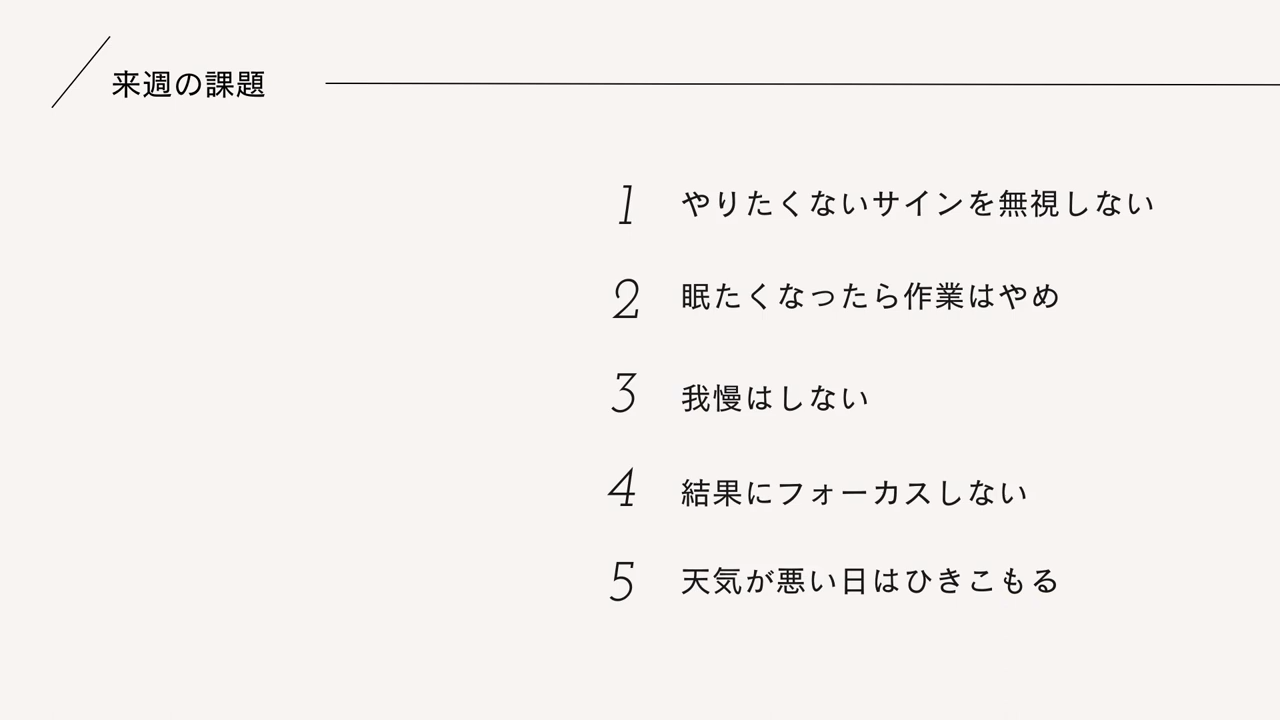 来週の課題
1 やりたくないサインを無視しない
2 眠たくなったら作業はやめ
3 我慢はしない
4 結果にフォーカスしない
5 天気が悪い日はひきこもる